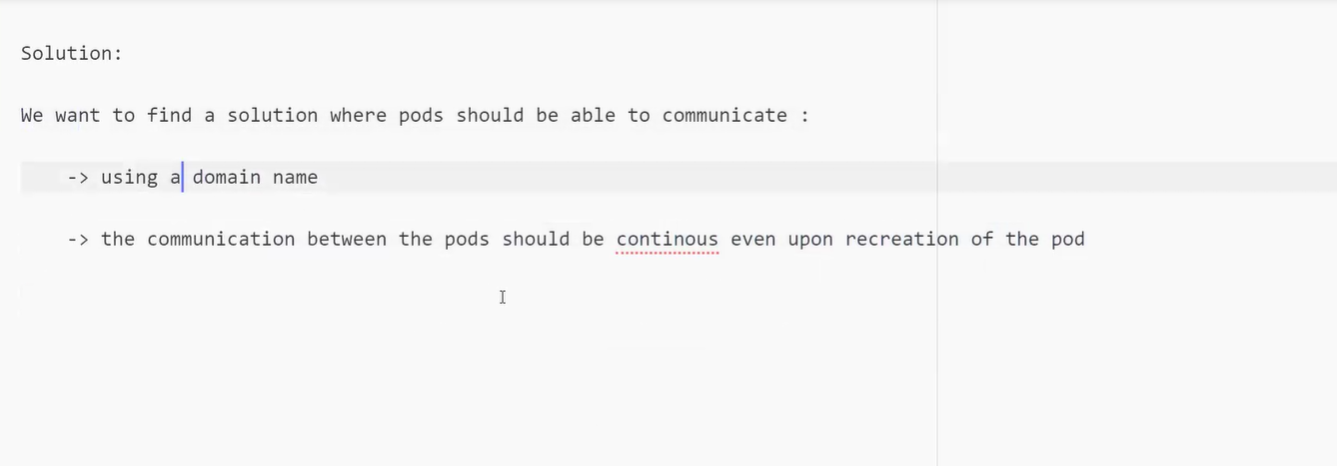 Solution:
We want to find a solution where pods should be able to communicate :
-> using a domain name
-> the communication between the pods should be continous even upon recreation of the pod